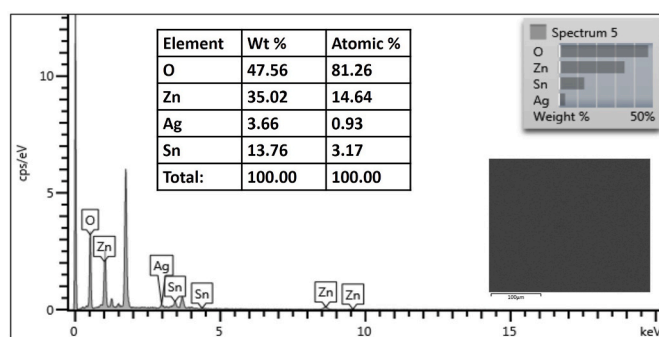 Element Wt % Atomic %
O 47.56 81.26
Zn 35.02 14.64
Ag 3.66 0.93
Sn 13.76 3.17
Total: 100.00 100.00
Spectrum 5
O
Zn
Sn
Ag
Weight % 50%
cps/eV
10
5
0
O
Zn
Ag
Sn
Sn
Zn
Zn
0 5 10 15 keV
100µm